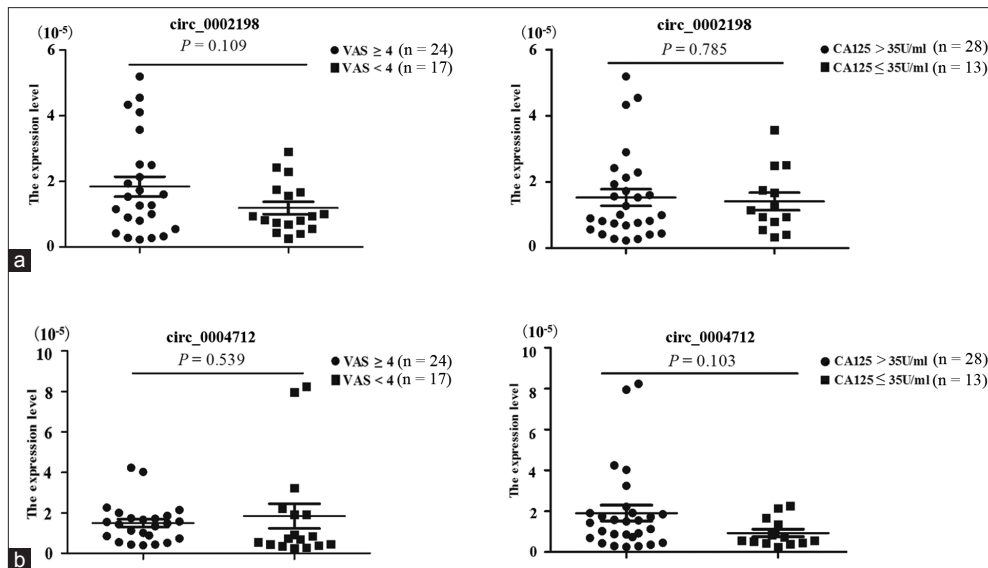 (10⁻⁵)
circ_0002198
P = 0.109
VAS ≥ 4 (n = 24)
VAS < 4 (n = 17)
The expression level
6
4
2
0
(10⁻⁵)
circ_0002198
P = 0.785
CA125 > 35U/ml (n = 28)
CA125 ≤ 35U/ml (n = 13)
The expression level
6
4
2
0
a
(10⁻⁵)
circ_0004712
P = 0.539
VAS ≥ 4 (n = 24)
VAS < 4 (n = 17)
The expression level
10
8
6
4
2
0
(10⁻⁵)
circ_0004712
P = 0.103
CA125 > 35U/ml (n = 28)
CA125 ≤ 35U/ml (n = 13)
The expression level
10
8
6
4
2
0
b